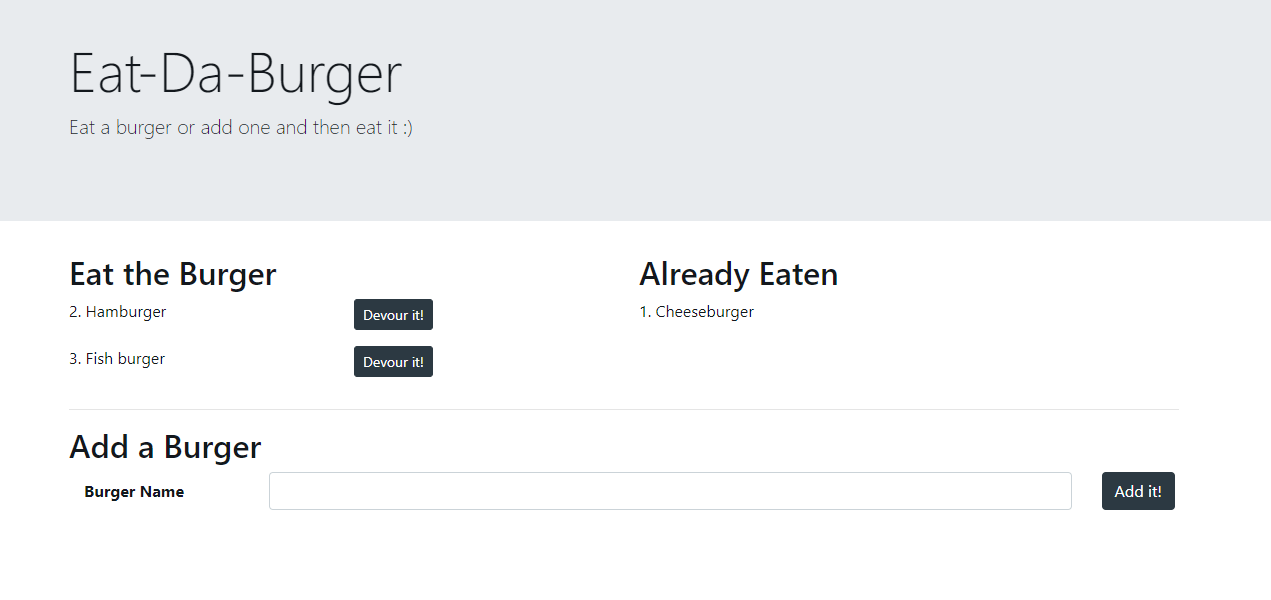 Eat-Da-Burger
Eat a burger or add one and then eat it :)
Eat the Burger
2. Hamburger
Devour it!
3. Fish burger
Devour it!
Already Eaten
1. Cheeseburger
Add a Burger
Burger Name
Add it!